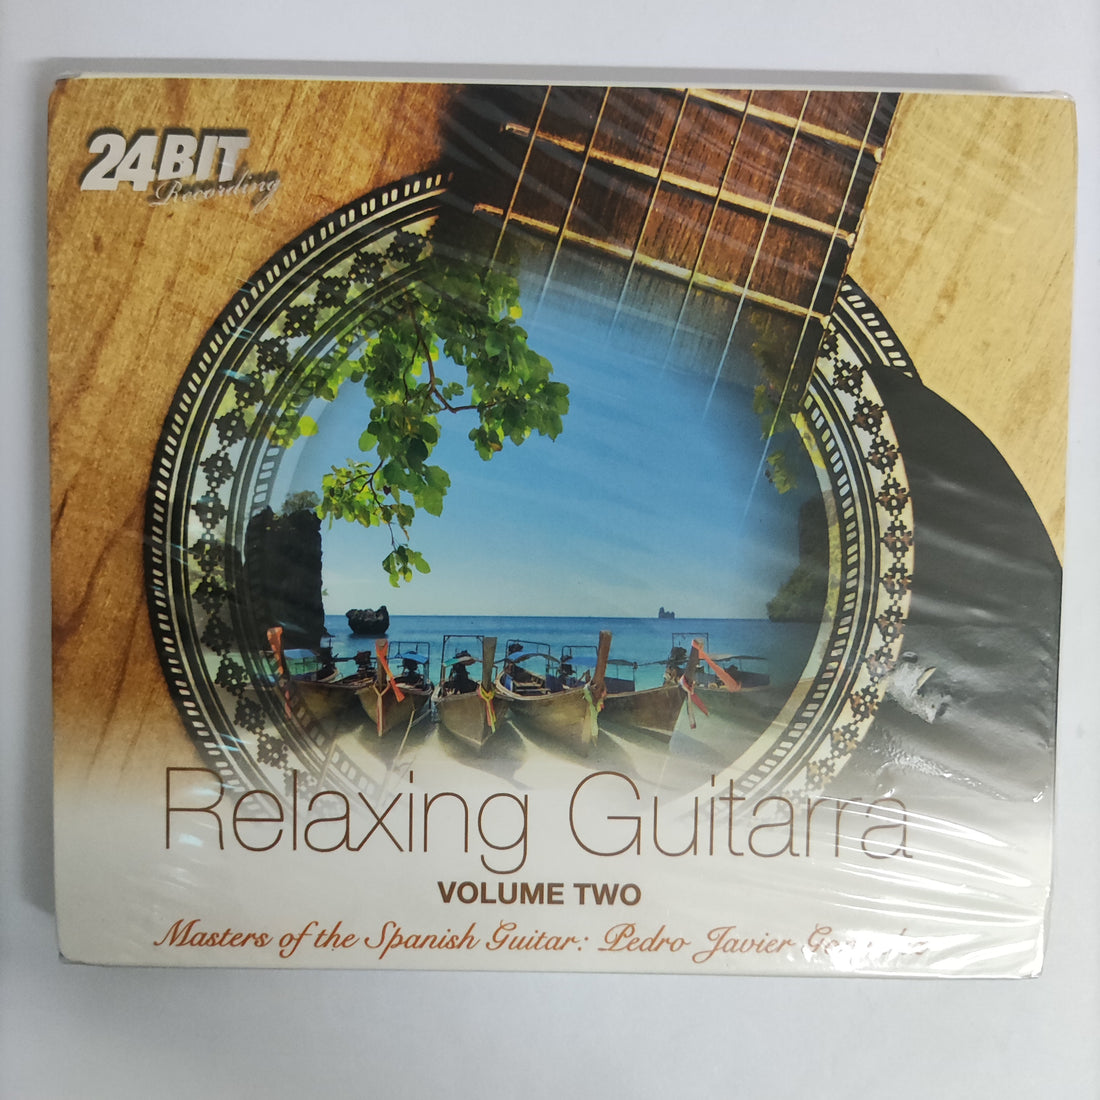 24BIT
Recording
Relaxing Guitarra
VOLUME TWO
Masters of the Spanish Guitar: Pedro Javier